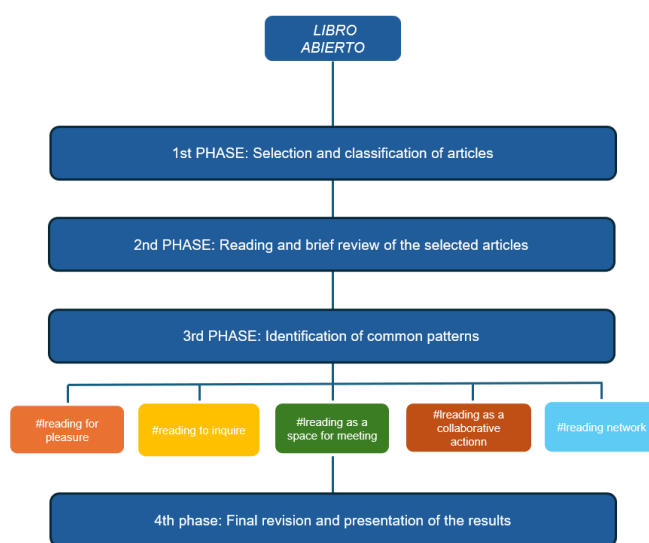 LIBRO
ABIERTO
1st PHASE: Selection and classification of articles
2nd PHASE: Reading and brief review of the selected articles
3rd PHASE: Identification of common patterns
#lreading for
pleasure
#reading to inquire
#lreading as a
space for meeting
#lreading as a
collaborative actionn
#lreading network
4th phase: Final revision and presentation of the results